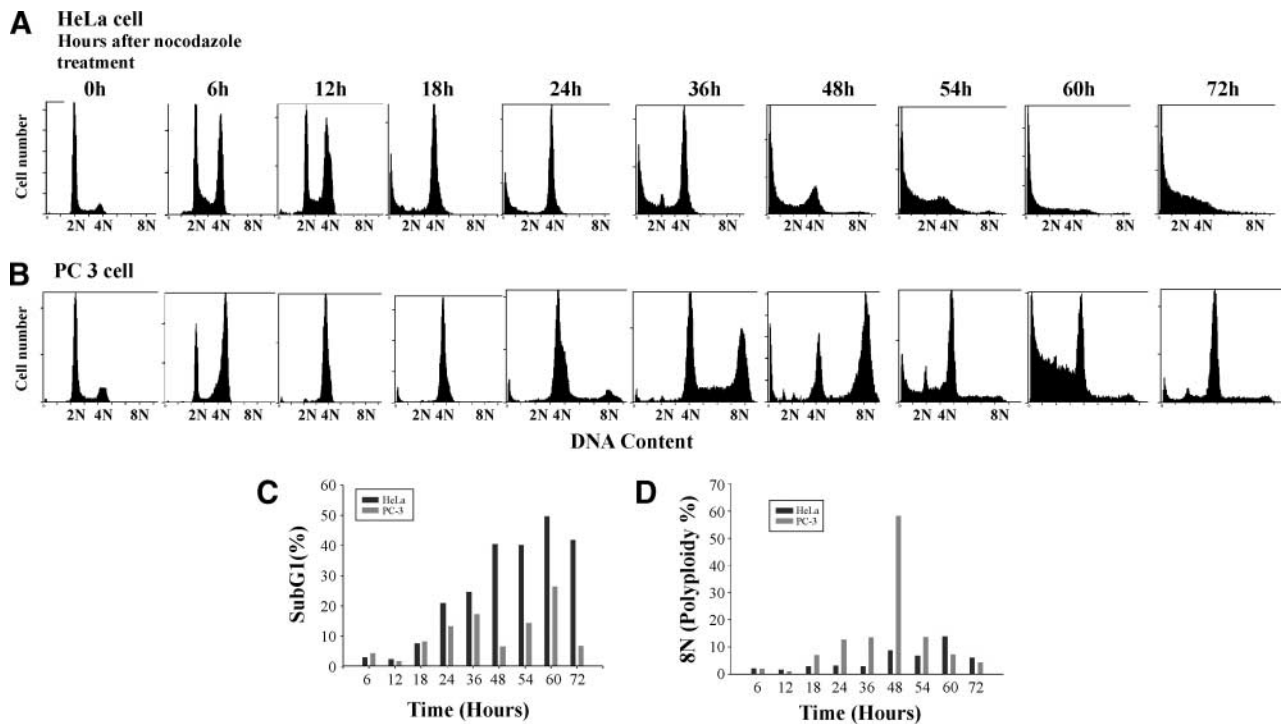 A
HeLa cell
Hours after nocodazole
treatment
0h 6h 12h 18h 24h 36h 48h 54h 60h 72h
Cell number
2N 4N 8N 2N 4N 8N 2N 4N 8N 2N 4N 8N 2N 4N 8N 2N 4N 8N 2N 4N 8N 2N 4N 8N 2N 4N 8N 2N 4N 8N
B PC 3 cell
Cell number
2N 4N 8N 2N 4N 8N 2N 4N 8N 2N 4N 8N 2N 4N 8N 2N 4N 8N 2N 4N 8N 2N 4N 8N 2N 4N 8N 2N 4N 8N
DNA Content
C
SubG1(%)
60
50
40
30
20
10
0
HeLa
PC-3
6 12 18 24 36 48 54 60 72
Time (Hours)
D
8N (Polyploidy %)
70
60
50
40
30
20
10
0
HeLa
PC-3
6 12 18 24 36 48 54 60 72
Time (Hours)